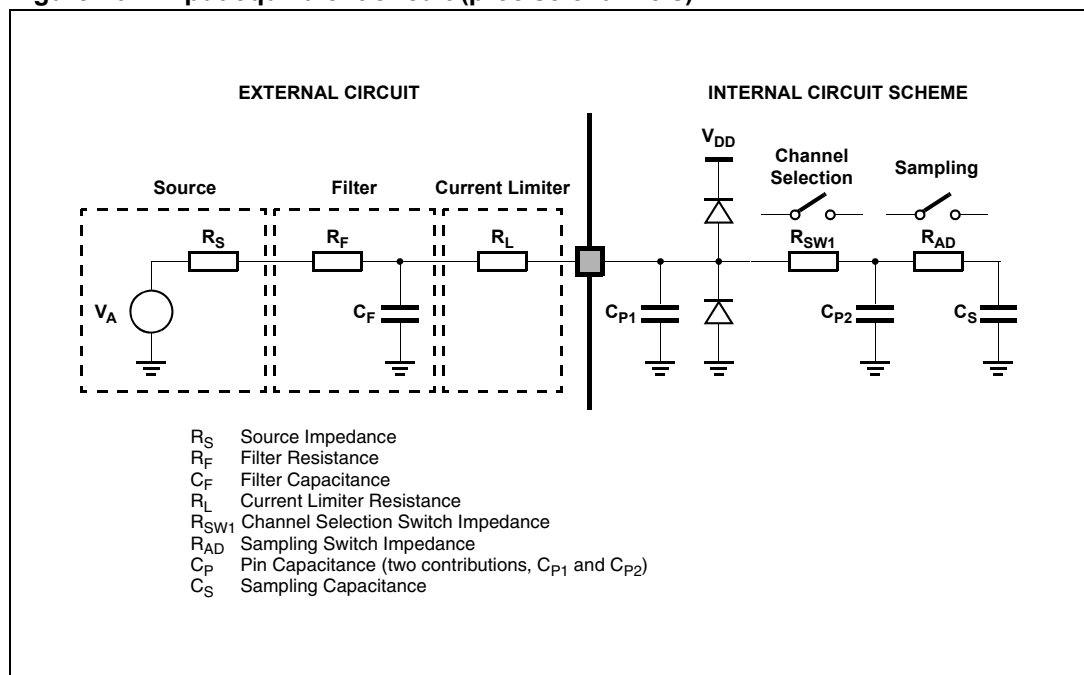 EXTERNAL CIRCUIT
INTERNAL CIRCUIT SCHEME
V_DD
Channel
Selection
Sampling
Source
Filter
Current Limiter
R_S
R_F
R_L
R_SW1
R_AD
V_A
C_F
C_P1
C_P2
C_S
R_S Source Impedance
R_F Filter Resistance
C_F Filter Capacitance
R_L Current Limiter Resistance
R_SW1 Channel Selection Switch Impedance
R_AD Sampling Switch Impedance
C_P Pin Capacitance (two contributions, C_P1 and C_P2)
C_S Sampling Capacitance